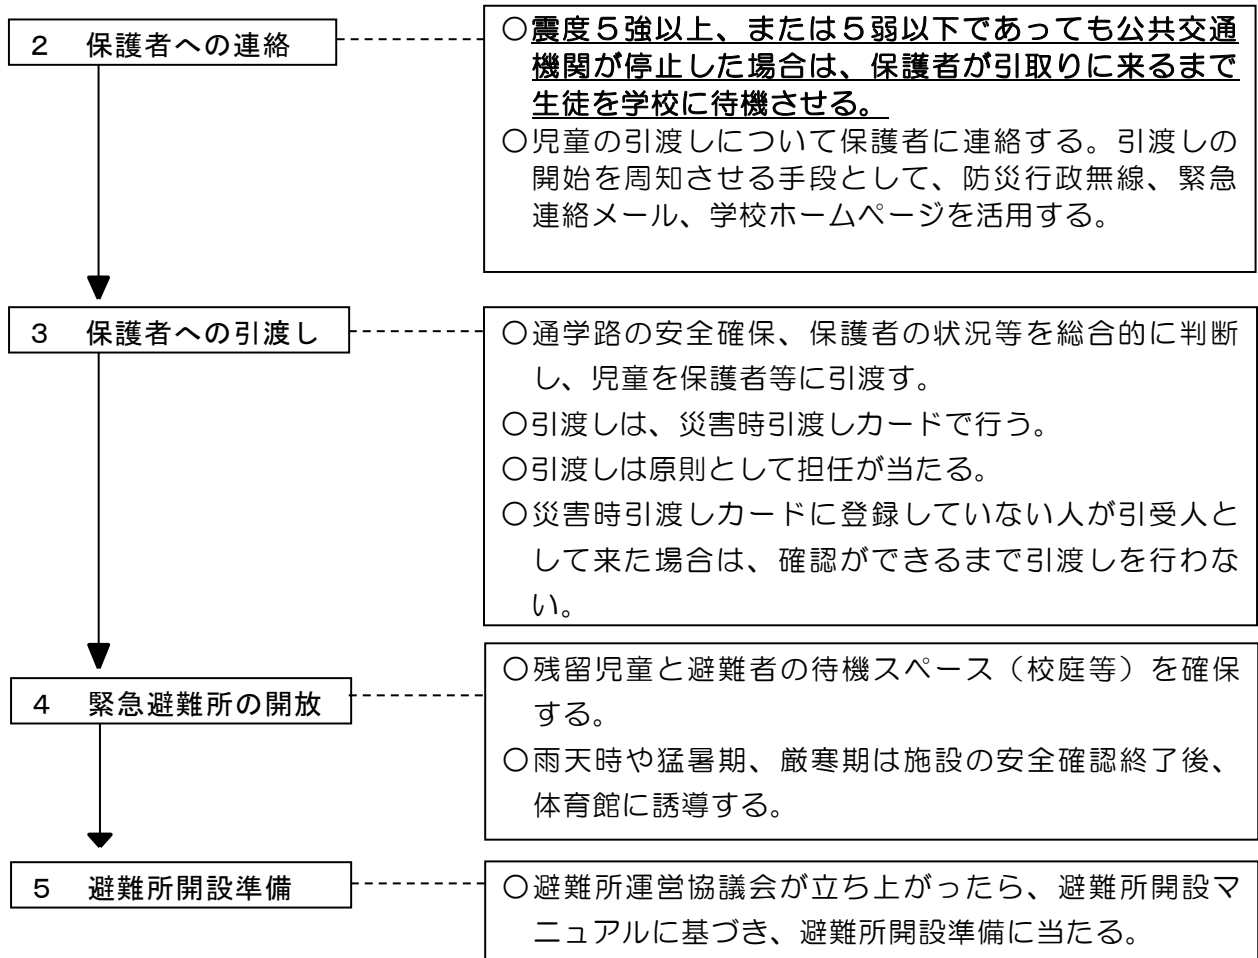 2 保護者への連絡
○震度5強以上、または5弱以下であっても公共交通
機関が停止した場合は、保護者が引取りに来るまで
生徒を学校に待機させる。
○児童の引渡しについて保護者に連絡する。引渡しの
開始を周知させる手段として、防災行政無線、緊急
連絡メール、学校ホームページを活用する。
3 保護者への引渡し
○通学路の安全確保、保護者の状況等を総合的に判断
し、児童を保護者等に引渡す。
○引渡しは、災害時引渡しカードで行う。
○引渡しは原則として担任が当たる。
○災害時引渡しカードに登録していない人が引受人と
して来た場合は、確認ができるまで引渡しを行わな
い。
4 緊急避難所の開放
○残留児童と避難者の待機スペース（校庭等）を確保
する。
○雨天時や猛暑期、厳寒期は施設の安全確認終了後、
体育館に誘導する。
5 避難所開設準備
○避難所運営協議会が立ち上がったら、避難所開設マ
ニュアルに基づき、避難所開設準備に当たる。